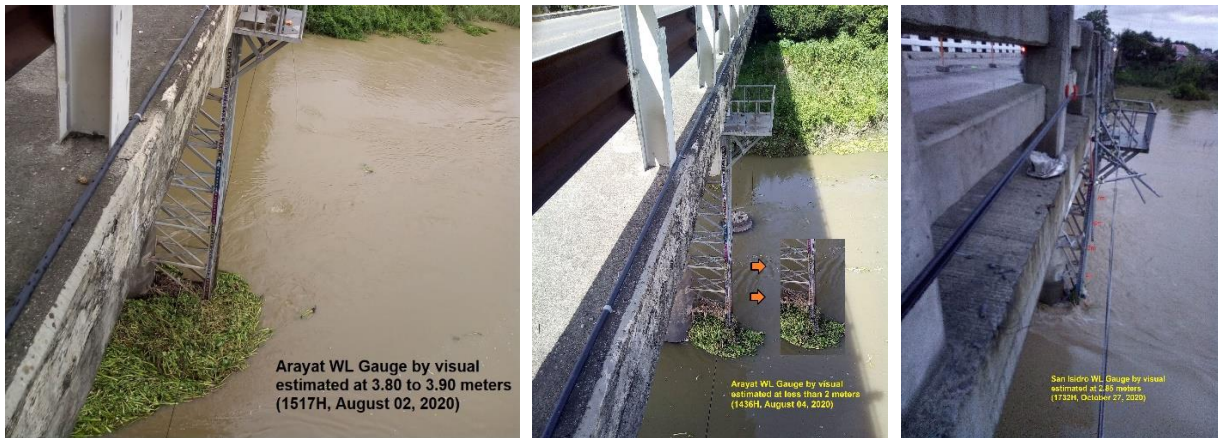 Arayat WL Gauge by visual
estimated at 3.80 to 3.90 meters
(1517H, August 02, 2020)
Arayat WL Gauge by visual
estimated at less than 2 metera
(1436H, August 04, 2020)
San Isidro WL Gauge by visual
estimated at 2.85 meters
(1732H, October 27, 2020)